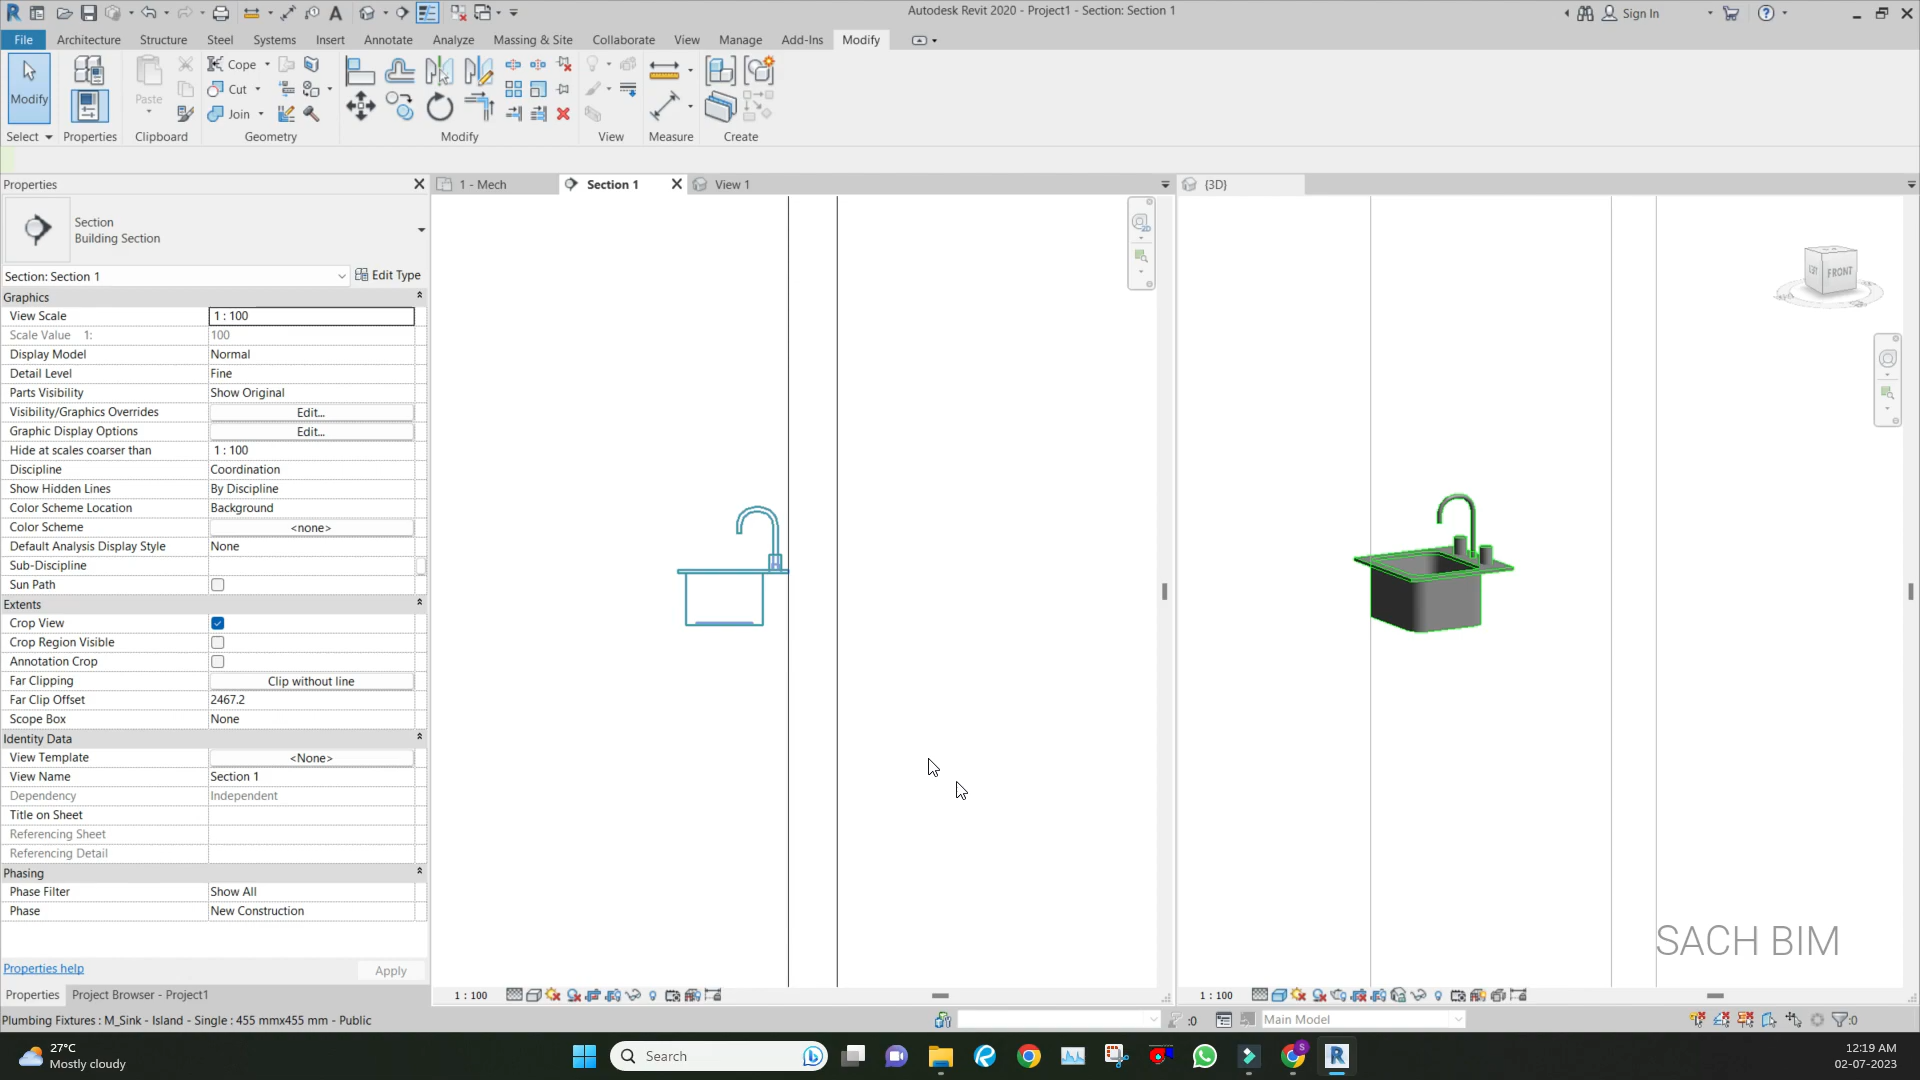 Autodesk Revit 2020 - Project1 - Section: Section 1
Sign In
File Architecture Structure Steel Systems Insert Annotate Analyze Massing & Site Collaborate View Manage Add-Ins Modify
Modify
Paste
Cope
Cut
Join
Select Properties Clipboard Geometry Modify View Measure Create
Properties
1 - Mech
Section 1
View 1
{3D}
Section
Building Section
Section: Section 1
Edit Type
Graphics
View Scale 1 : 100
Scale Value 1: 100
Display Model Normal
Detail Level Fine
Parts Visibility Show Original
Visibility/Graphics Overrides Edit...
Graphic Display Options Edit...
Hide at scales coarser than 1 : 100
Discipline Coordination
Show Hidden Lines By Discipline
Color Scheme Location Background
Color Scheme <none>
Default Analysis Display Style None
Sub-Discipline
Sun Path
Extents
Crop View
Crop Region Visible
Annotation Crop
Far Clipping Clip without line
Far Clip Offset 2467.2
Scope Box None
Identity Data
View Template <None>
View Name Section 1
Dependency Independent
Title on Sheet
Referencing Sheet
Referencing Detail
Phasing
Phase Filter Show All
Phase New Construction
Properties help
Apply
Properties Project Browser - Project1
FRONT
SACH BIM
1 : 100
1 : 100
Plumbing Fixtures : M_Sink - Island - Single : 455 mmx455 mm - Public
:0
Main Model
:0
27°C
Mostly cloudy
Search
12:19 AM
02-07-2023